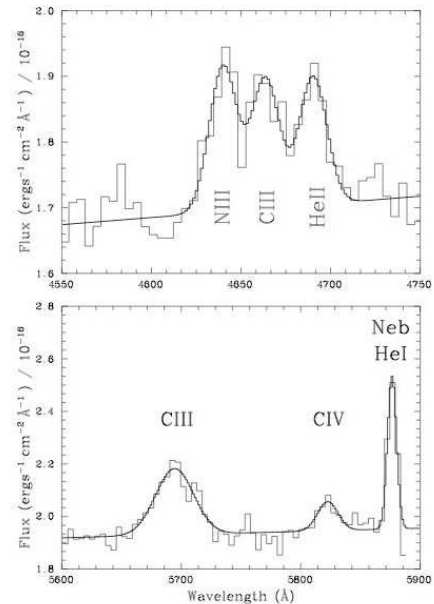 2.0
1.9
1.8
1.7
1.6
Flux (ergs⁻¹ cm⁻² Å⁻¹) / 10⁻¹⁶
NIII
CIII
HeII
4550 4600 4650 4700 4750
2.8
2.6
2.4
2.2
2.0
1.8
Flux (ergs⁻¹ cm⁻² Å⁻¹) / 10⁻¹⁶
Neb
HeI
CIII
CIV
5600 5700 5800 5900
Wavelength (Å)